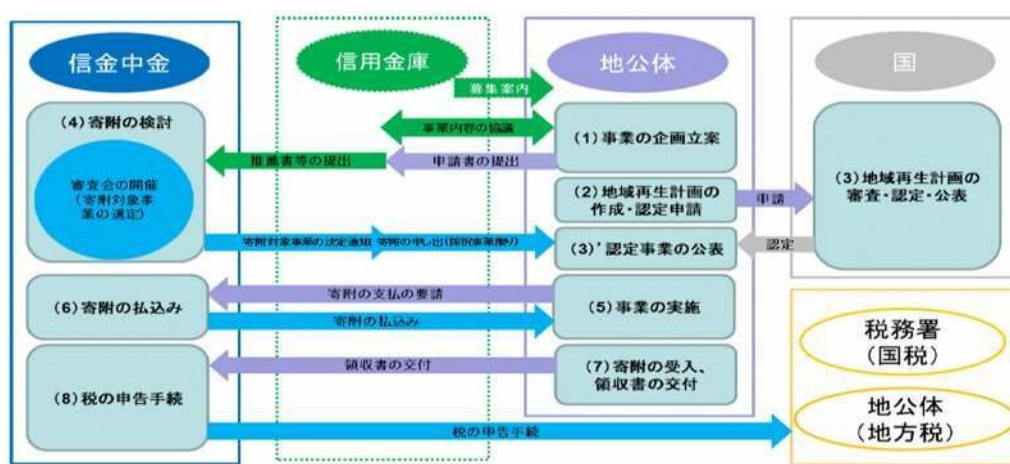 信金中金
信用金庫
地公体
国
募集案内
(4)寄附の検討
事業内容の協議
(1)事業の企画立案
推薦書等の提出
申請書の提出
審査会の開催
(寄附対象事
業の選定)
(2)地域再生計画の
作成・認定申請
申請
(3)地域再生計画の
審査・認定・公表
寄附対象事業の決定通知
寄附の申し出(採択事業限り)
(3)'認定事業の公表
認定
寄附の支払の要請
(6)寄附の払込み
(5)事業の実施
寄附の払込み
領収書の交付
(7)寄附の受入、
領収書の交付
(8)税の申告手続
税の申告手続
税務署
(国税)
地公体
(地方税)